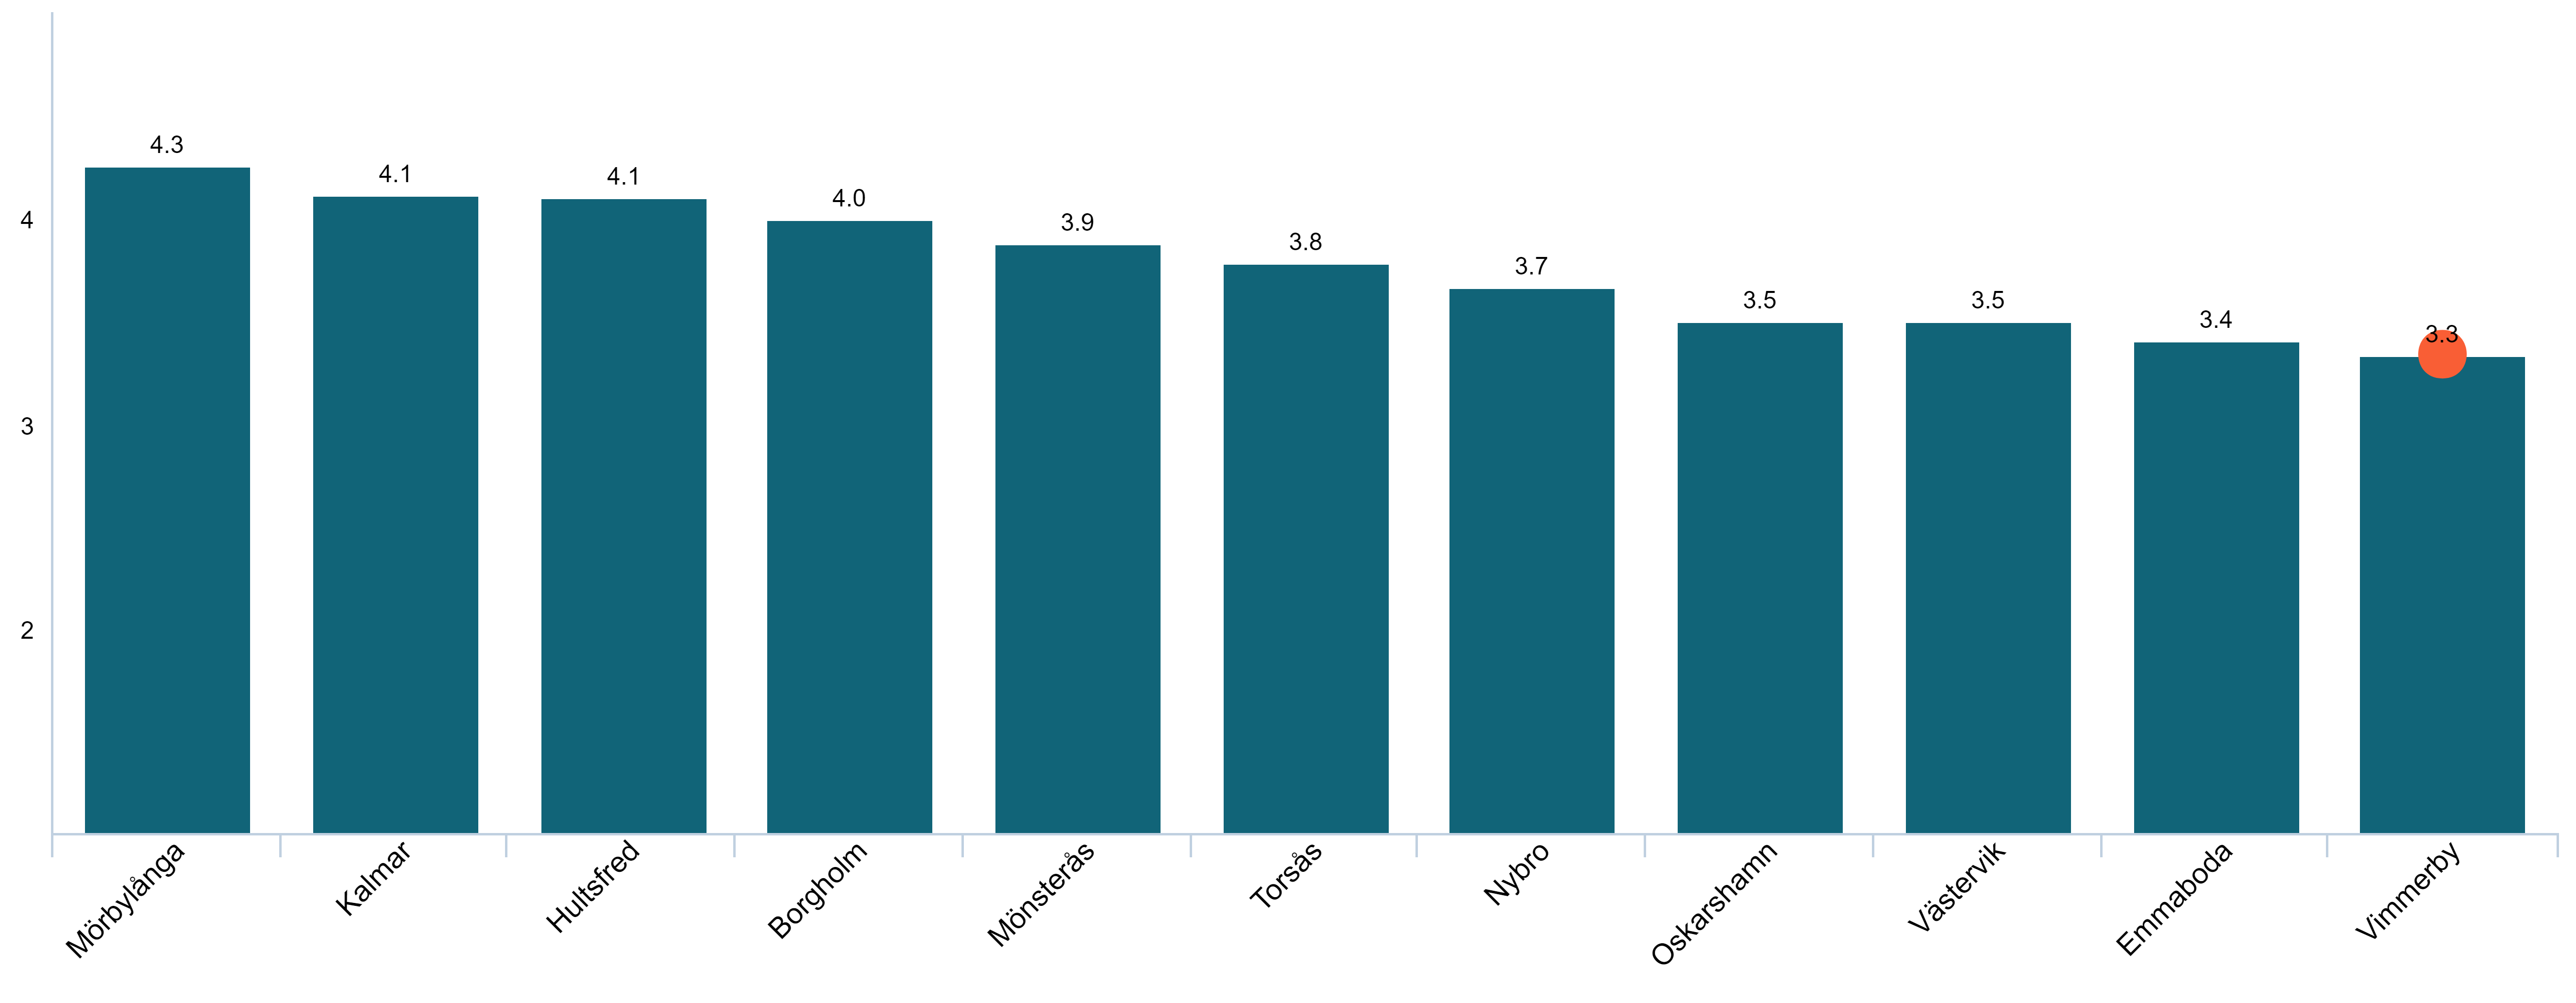 4.3
4.1
4.1
4.0
3.9
3.8
3.7
3.5
3.5
3.4
3.3
4
3
2
Mörbylånga
Kalmar
Hultsfred
Borgholm
Mönsterås
Torsås
Nybro
Oskarshamn
Västervik
Emmaboda
Vimmerby